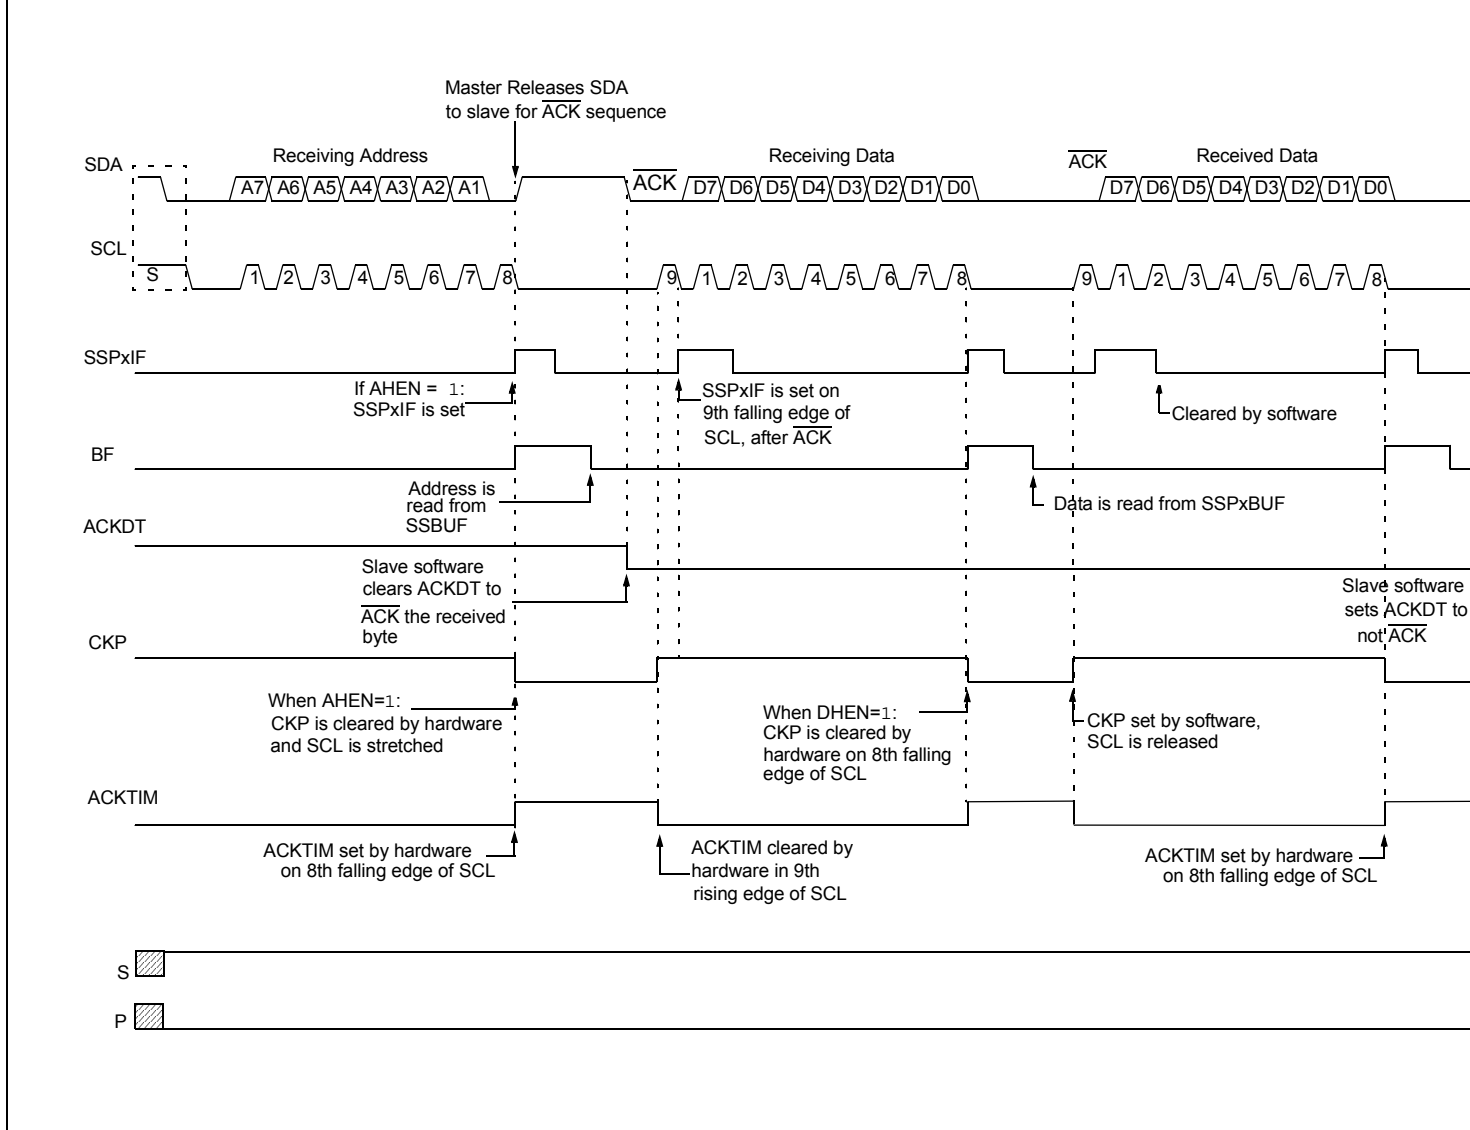 Master Releases SDA
to slave for ACK sequence
SDA
Receiving Address
Receiving Data
ACK
Received Data
A7 A6 A5 A4 A3 A2 A1
ACK
D7 D6 D5 D4 D3 D2 D1 D0
D7 D6 D5 D4 D3 D2 D1 D0
SCL
S
1 2 3 4 5 6 7 8
9 1 2 3 4 5 6 7 8
9 1 2 3 4 5 6 7 8
SSPxIF
If AHEN = 1:
SSPxIF is set
SSPxIF is set on
9th falling edge of
SCL, after ACK
Cleared by software
BF
Address is
read from
SSBUF
Data is read from SSPxBUF
ACKDT
Slave software
clears ACKDT to
ACK the received
byte
Slave software
sets ACKDT to
not ACK
CKP
When AHEN=1:
CKP is cleared by hardware
and SCL is stretched
When DHEN=1:
CKP is cleared by
hardware on 8th falling
edge of SCL
CKP set by software,
SCL is released
ACKTIM
ACKTIM set by hardware
on 8th falling edge of SCL
ACKTIM cleared by
hardware in 9th
rising edge of SCL
ACKTIM set by hardware
on 8th falling edge of SCL
S
P